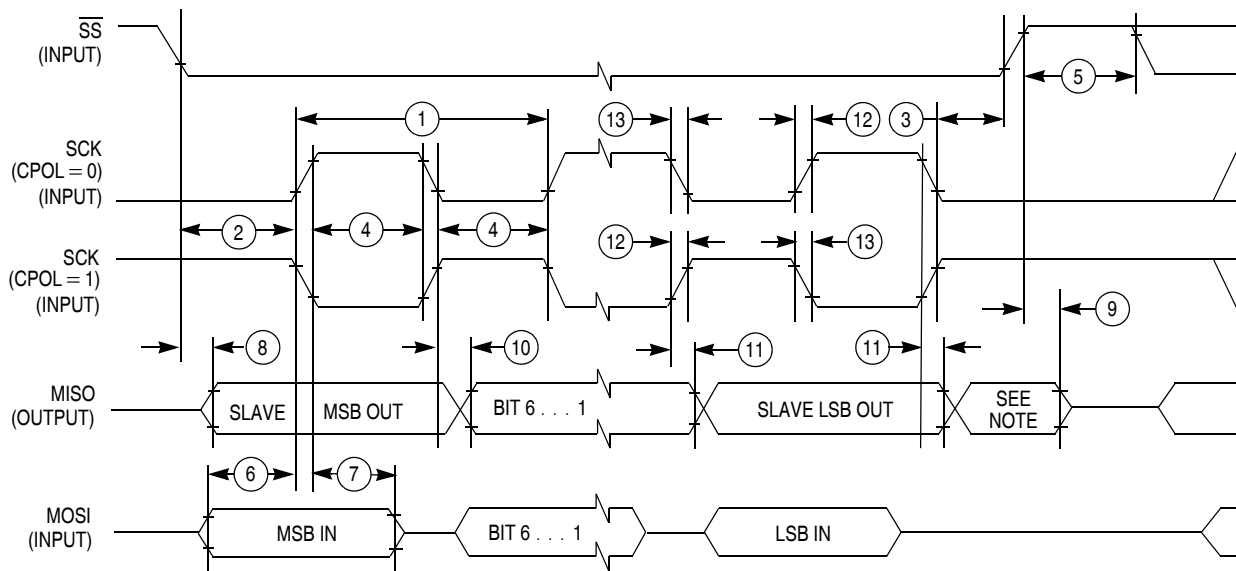 SS
(INPUT)
5
1
13
12
3
SCK
(CPOL = 0)
(INPUT)
2
4
4
12
13
SCK
(CPOL = 1)
(INPUT)
9
8
10
11
11
MISO
(OUTPUT)
SLAVE MSB OUT
BIT 6 . . . 1
SLAVE LSB OUT
SEE
NOTE
6
7
MOSI
(INPUT)
MSB IN
BIT 6 . . . 1
LSB IN